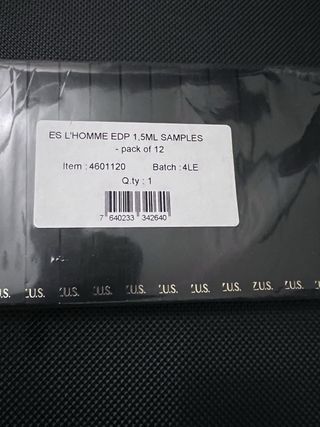 ES L'HOMME EDP 1,5ML SAMPLES
- pack of 12
Item : 4601120 Batch : 4LE
Q.ty : 1
7 640233 342640
Z.U.S. Z.U.S. Z.U.S. Z.U.S. Z.U.S. Z.U.S. Z.U.S. Z.U.S. Z.U.S.